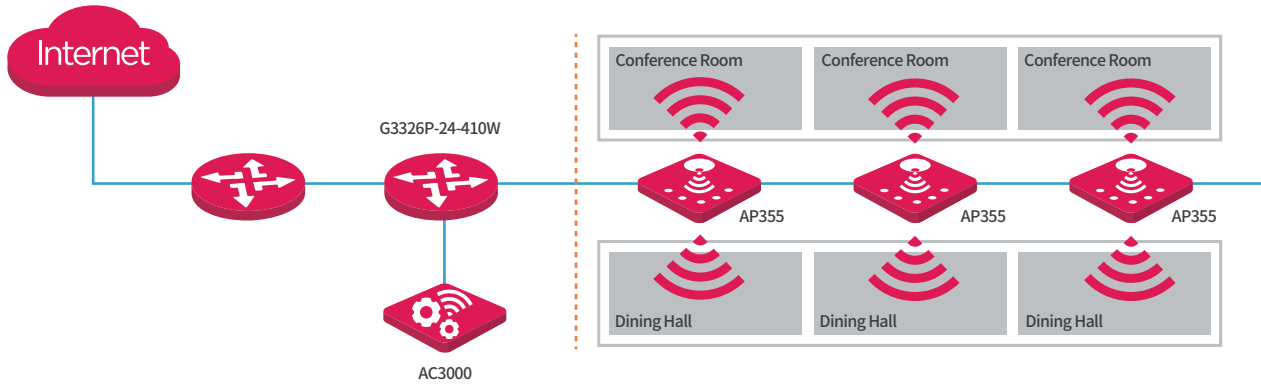 Internet
G3326P-24-410W
AC3000
Conference Room
Conference Room
Conference Room
AP355
AP355
AP355
Dining Hall
Dining Hall
Dining Hall